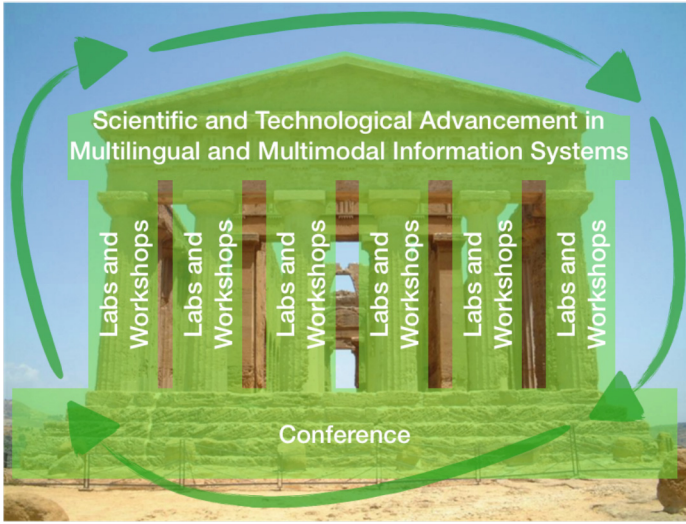 Scientific and Technological Advancement in
Multilingual and Multimodal Information Systems
Labs and
Workshops
Labs and
Workshops
Labs and
Workshops
Labs and
Workshops
Labs and
Workshops
Labs and
Workshops
Conference